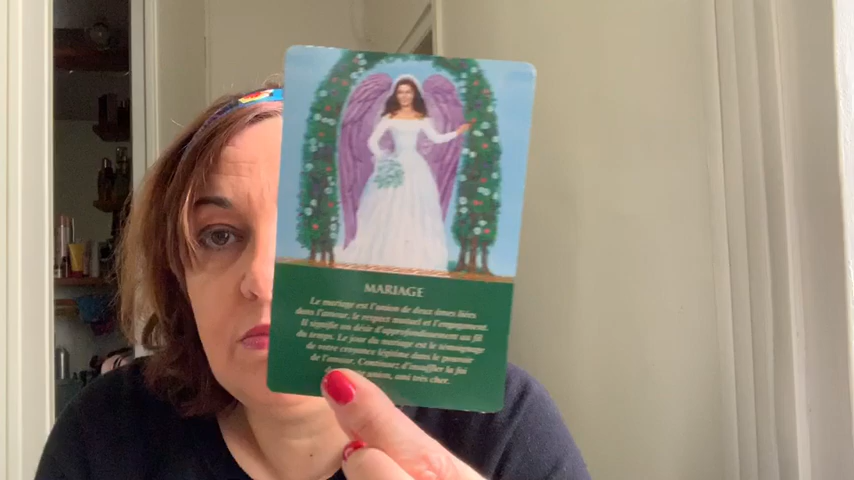 MARIAGE
Le mariage est l'union de deux âmes liées
dans l'amour, le respect mutuel et l'engagement.
Il signifie un désir d'approfondissement au fil
du temps. Le jour du mariage est le témoignage
de votre croyance légitime dans le pouvoir
de l'amour. Continuez d'insuffler la foi
union, ami très cher.